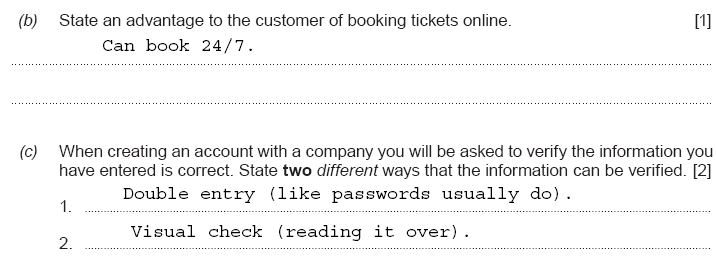 (b) State an advantage to the customer of booking tickets online. [1]
Can book 24/7.
(c) When creating an account with a company you will be asked to verify the information you
have entered is correct. State two different ways that the information can be verified. [2]
1. Double entry (like passwords usually do).
2. Visual check (reading it over).